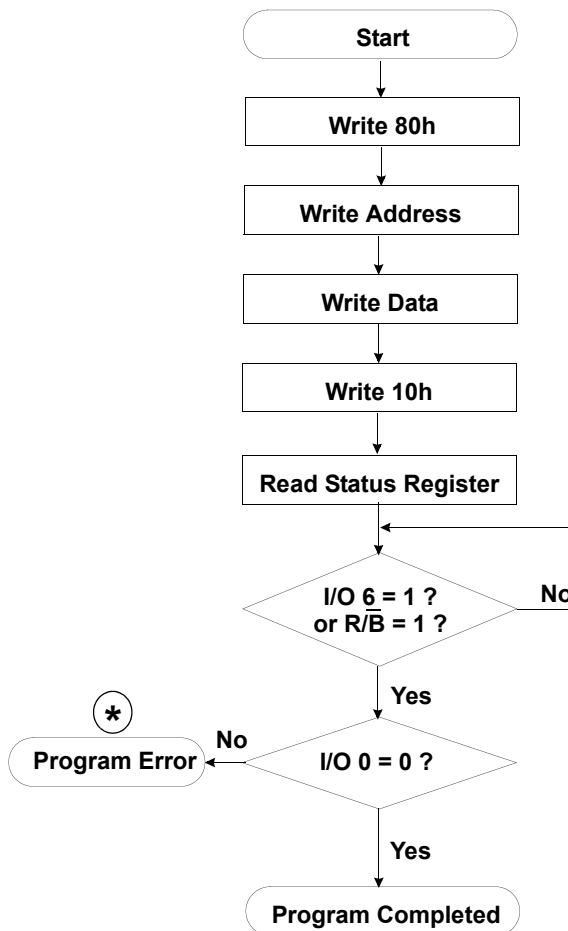 Start
Write 80h
Write Address
Write Data
Write 10h
Read Status Register
I/O 6 = 1 ?
or R/B̅ = 1 ?
No
Yes
*
No
Program Error
I/O 0 = 0 ?
Yes
Program Completed